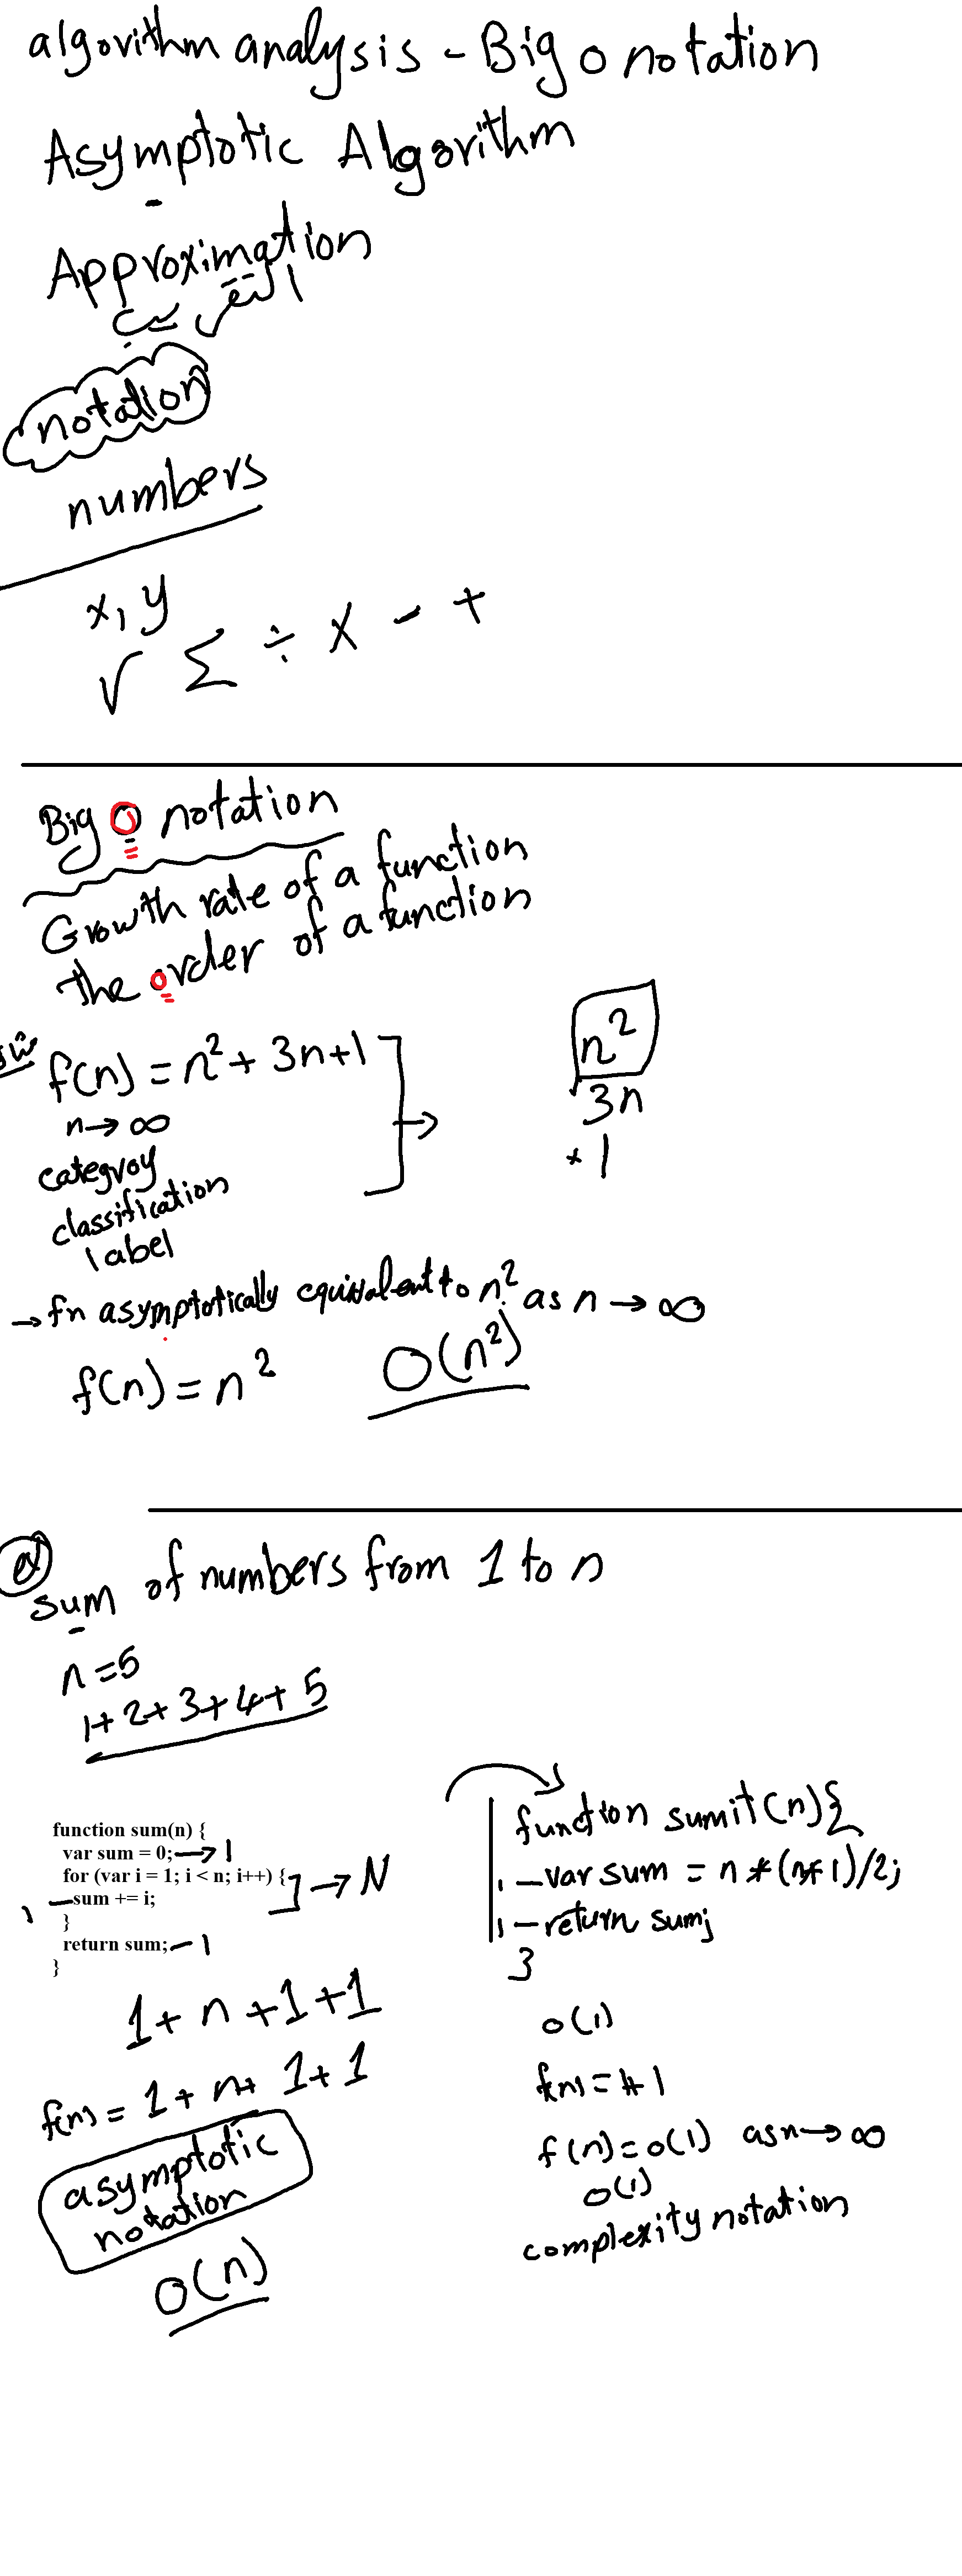 algorithm analysis - Big o notation
Asymptotic Algorithm
Approximation
التقريب
notation
numbers
x, y
√ Σ ÷ x - +
Big O notation
Growth rate of a function
the order of a function
f(n) = n² + 3n+1
n → ∞
categroy
classification
label
n²
3n
+ 1
→ fn asymptotically equivalent to n² as n → ∞
f(n) = n²
O(n²)
ex
sum of numbers from 1 to n
n = 5
1+ 2+ 3+ 4+ 5
function sum(n) {
var sum = 0; → 1
for (var i = 1; i < n; i++) { → N
1 sum += i;
}
return sum; - 1
}
1 + n + 1 + 1
f(n) = 1 + n + 1 + 1
asymptotic
notation
O(n)
function sumit(n){
1 - var sum = n * (n+1)/2;
1 - return sum;
}
o(1)
f(n) = o(1) as n → ∞
o(1)
complexity notation